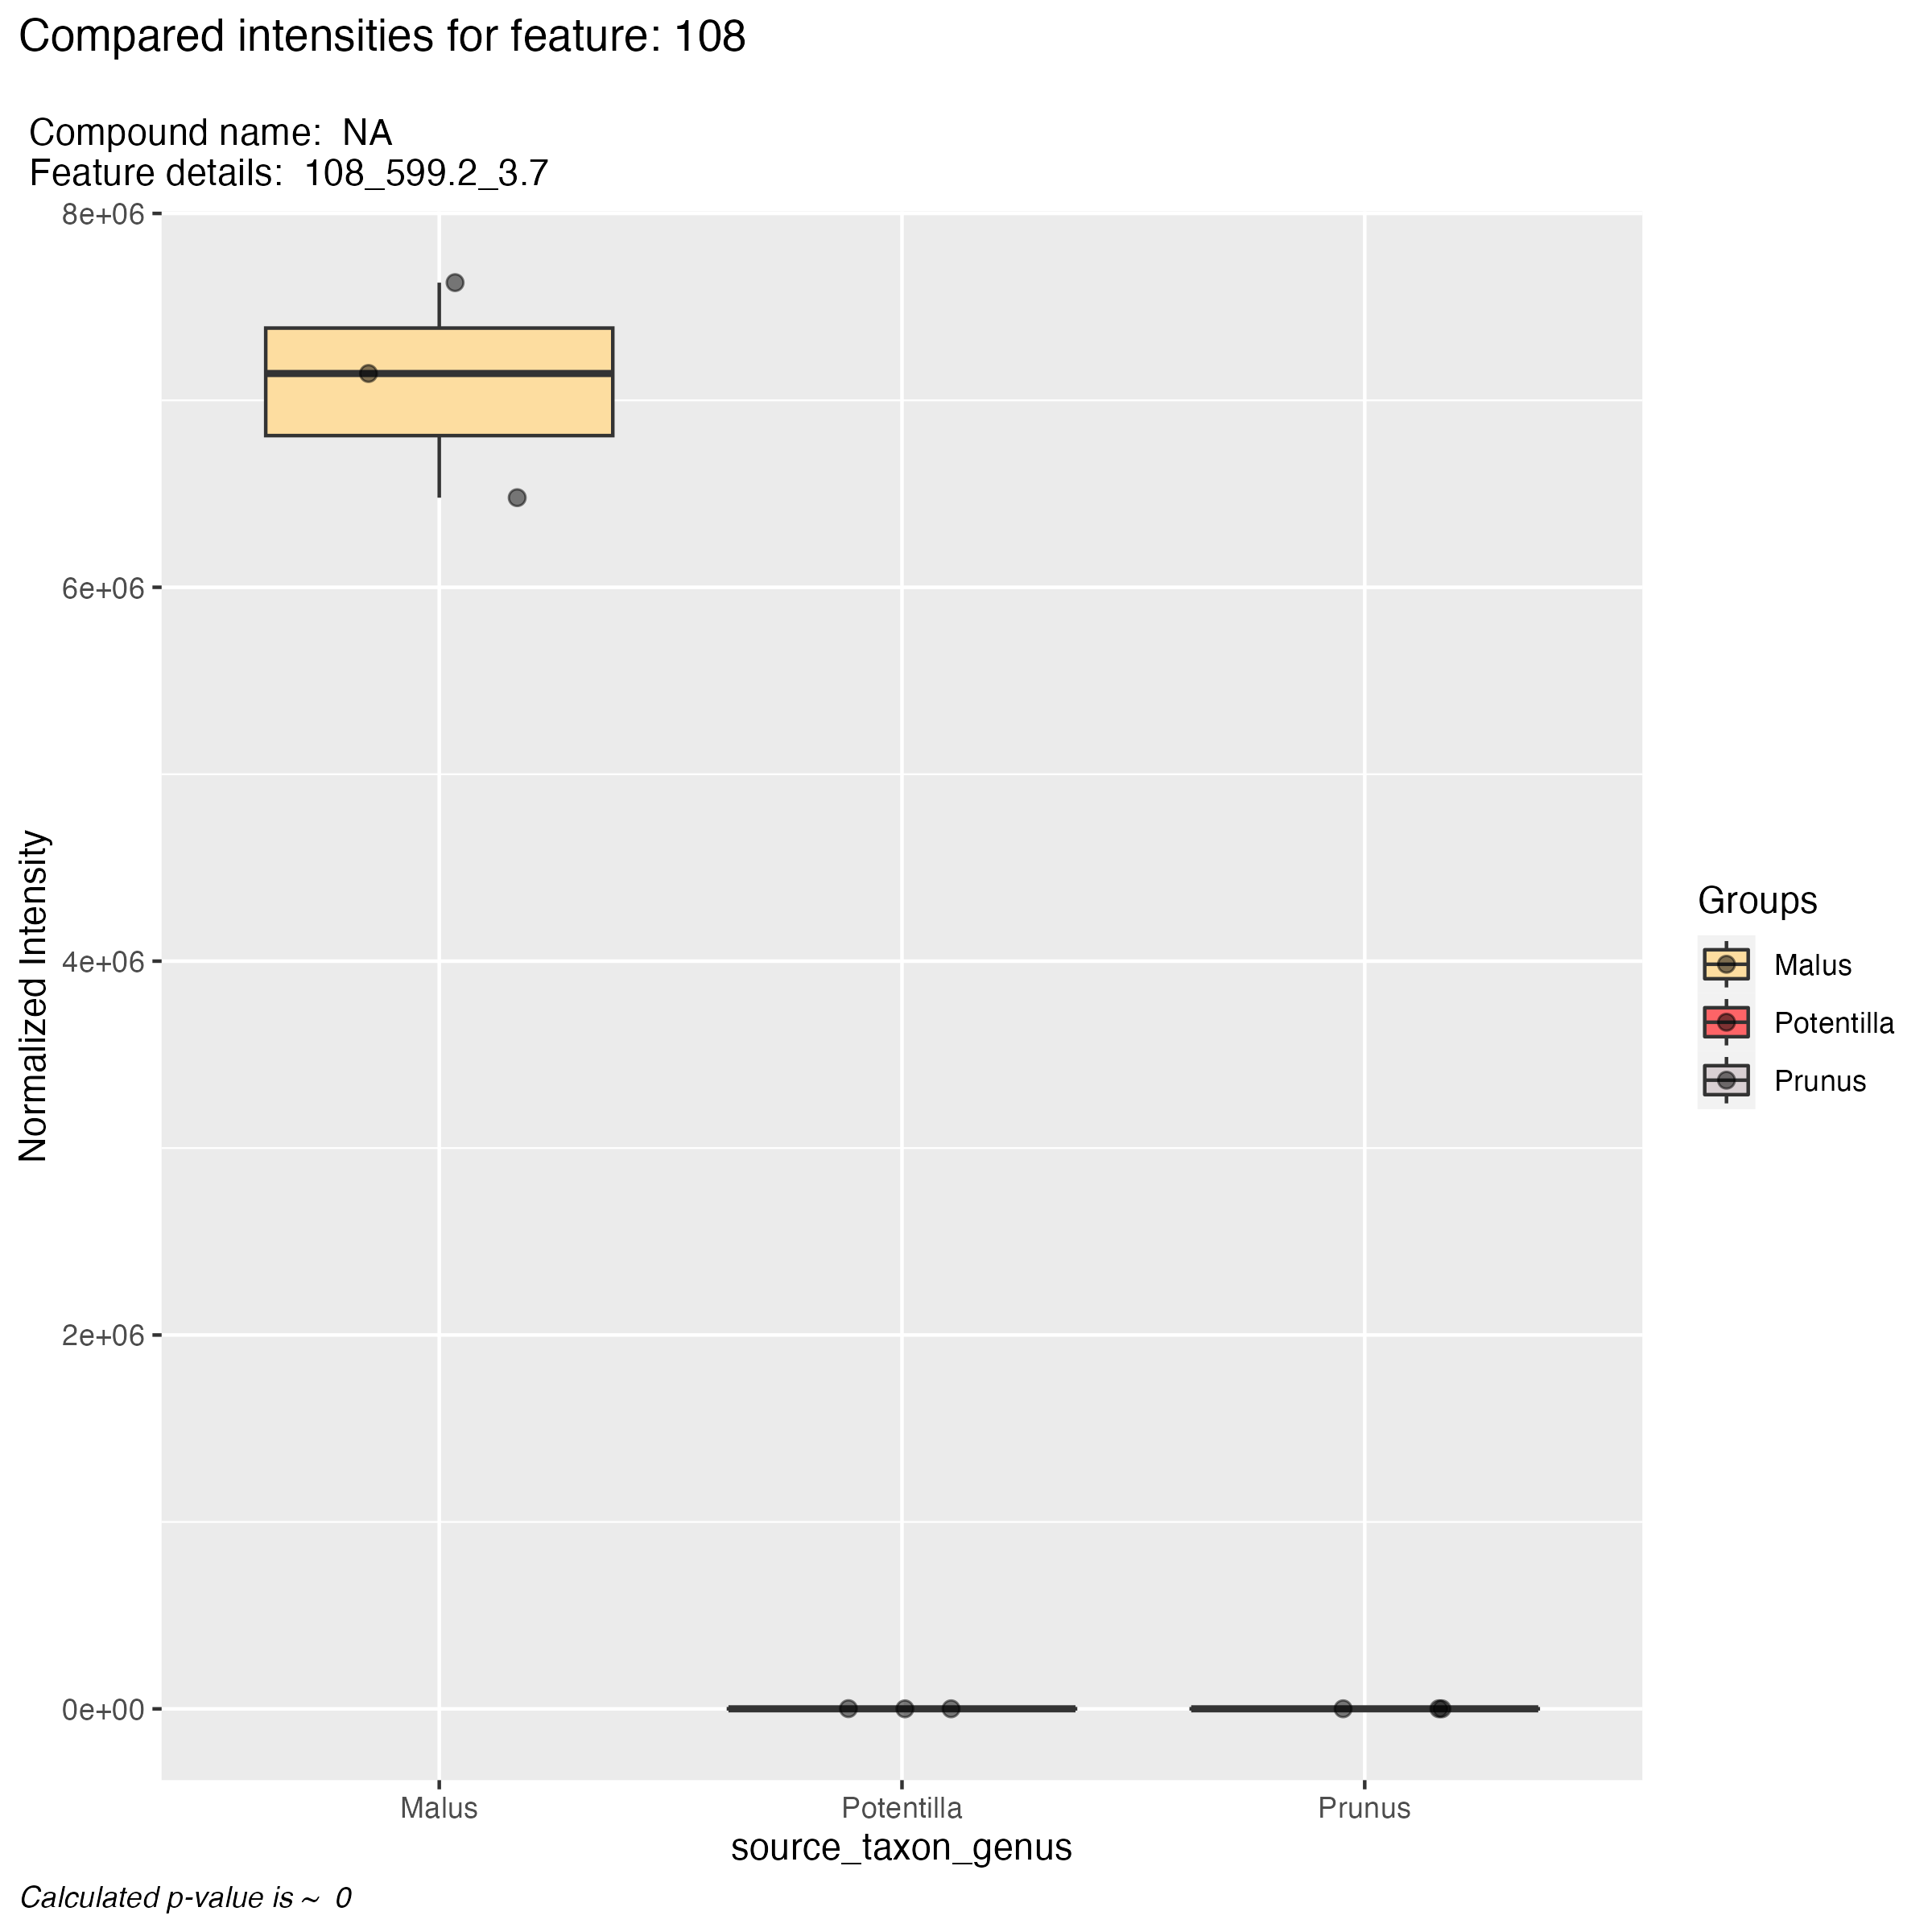 Compared intensities for feature: 108
Compound name:  NA
Feature details:  108_599.2_3.7
8e+06
6e+06
4e+06
2e+06
0e+00
Normalized Intensity
Malus
Potentilla
Prunus
source_taxon_genus
Groups
Malus
Potentilla
Prunus
Calculated p-value is ~  0